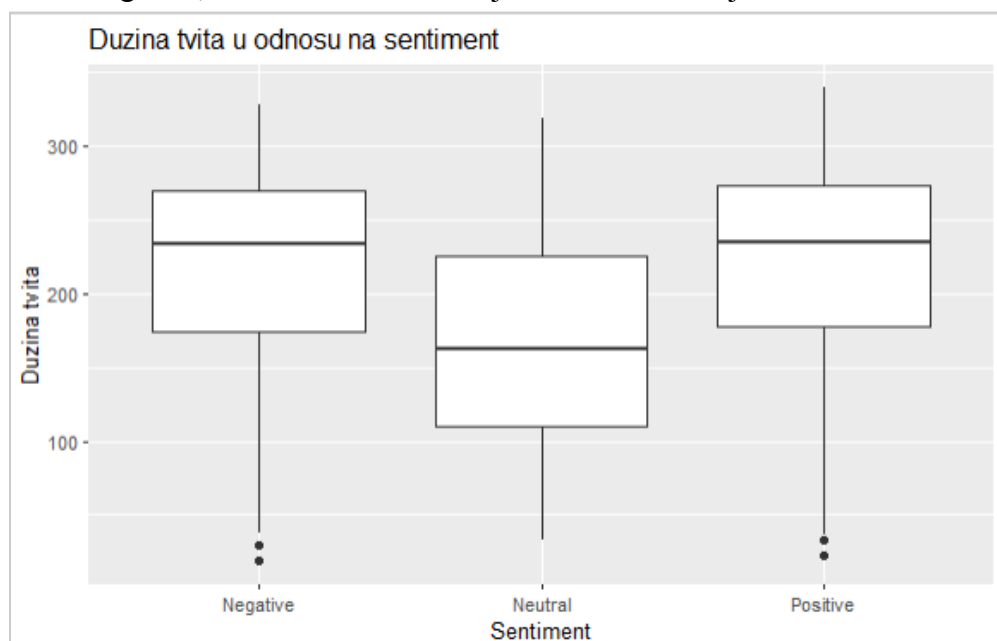 Duzina tvita u odnosu na sentiment
Duzina tvita
300
200
100
Negative Neutral Positive
Sentiment